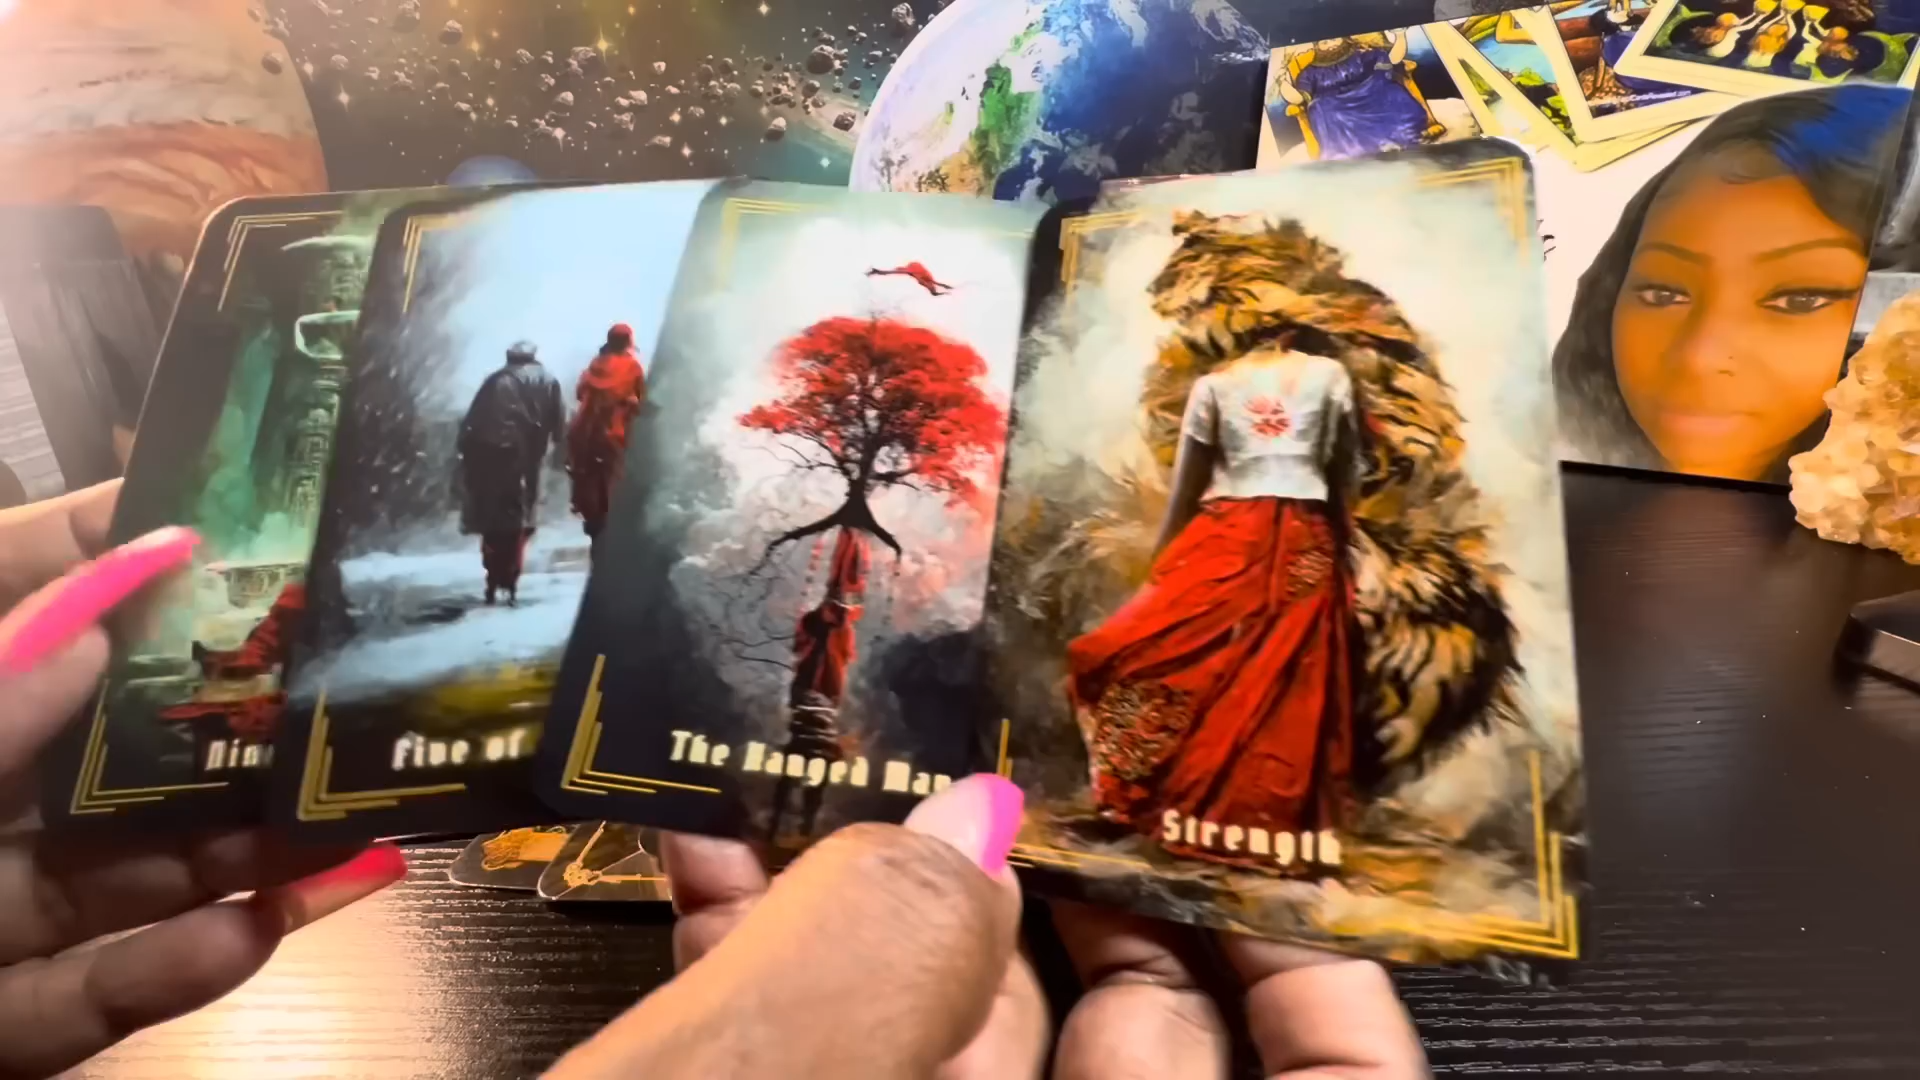 Five of
The Hanged Man
Strength